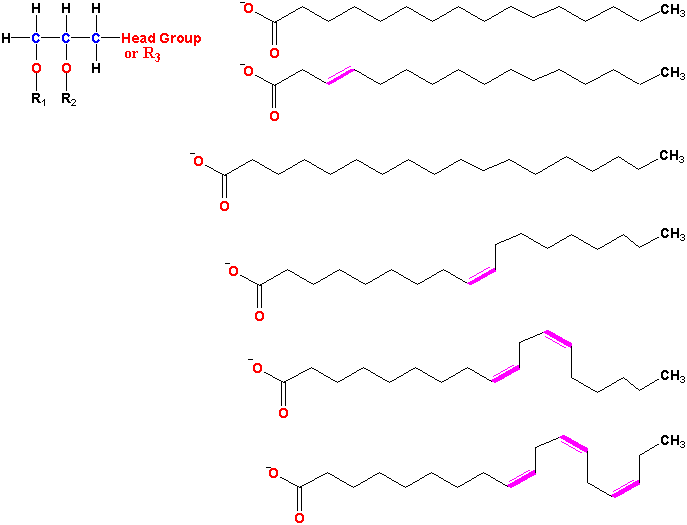 H H H
H C C C Head Group
or R3
O O H
R1 R2
⁻O CH3
O
⁻O CH3
O
⁻O CH3
O
⁻O CH3
O
⁻O CH3
O
⁻O CH3
O